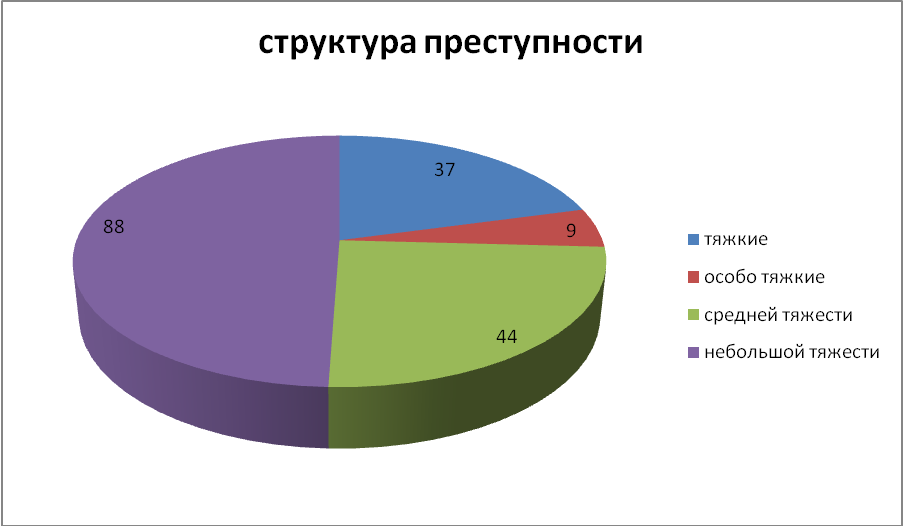 структура преступности
37
9
88
44
тяжкие
особо тяжкие
средней тяжести
небольшой тяжести